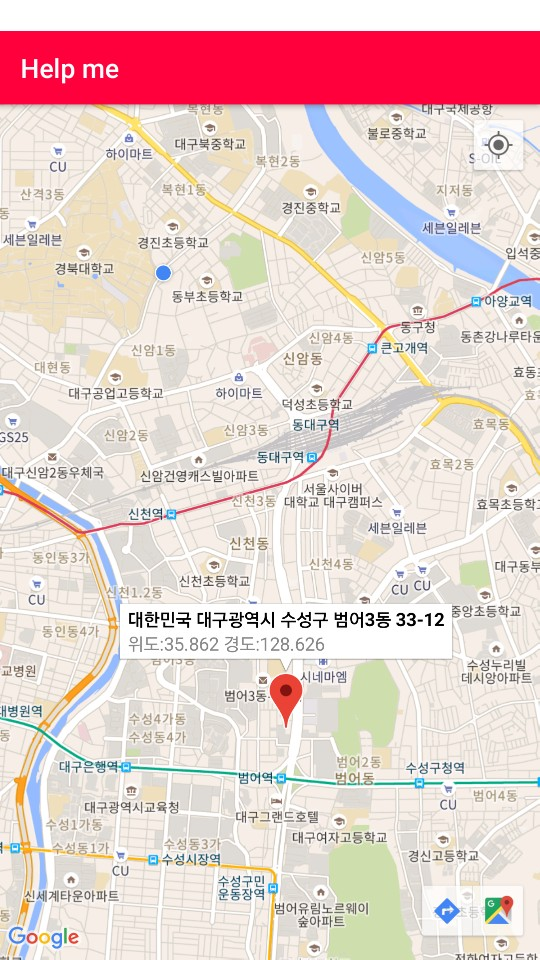 Help me
복현동
대구국제공항
대구북중학교
불로중학교
CU
하이마트
복현2동
S-OIL
산격3동
복현1동
지저동
경진중학교
세븐일레븐
세븐일레븐
경진초등학교
입석중
신암5동
경북대학교
동부초등학교
아양교역
동구청
동촌강나루타운
신암4동
큰고개역
신암1동
신암동
대현동
효동초
대구공업고등학교
하이마트
덕성초등학교
GS25
신암2동
신암3동
동대구역
효목동
동대구역
효목2동
대구신암2동우체국
신암건영캐스빌아파트
서울사이버
대학교 대구캠퍼스
신천3동
효목초등학교
신천역
세븐일레븐
신천동
동인동3가
신천4동
대구동부
신천초등학교
CU
CU
CU
신천1.2동
중앙초등학교
대한민국 대구광역시 수성구 범어3동 33-12
위도:35.862 경도:128.626
동인동4가
수성누리빌
데시앙아파트
교병원
범어3동
시네마엠
대병원역
수성4가동
수성4가동
범어2동
범어동
대구은행역
범어역
수성구청역
CU
범어4동
대구광역시교육청
대구그랜드호텔
수성1가동
대구여자고등학교
수성3가동
경신고등학교
수성1가동
CU
수성시장역
수성구민
운동장역
신세계타운아파트
범어유림노르웨이
숲아파트
Google